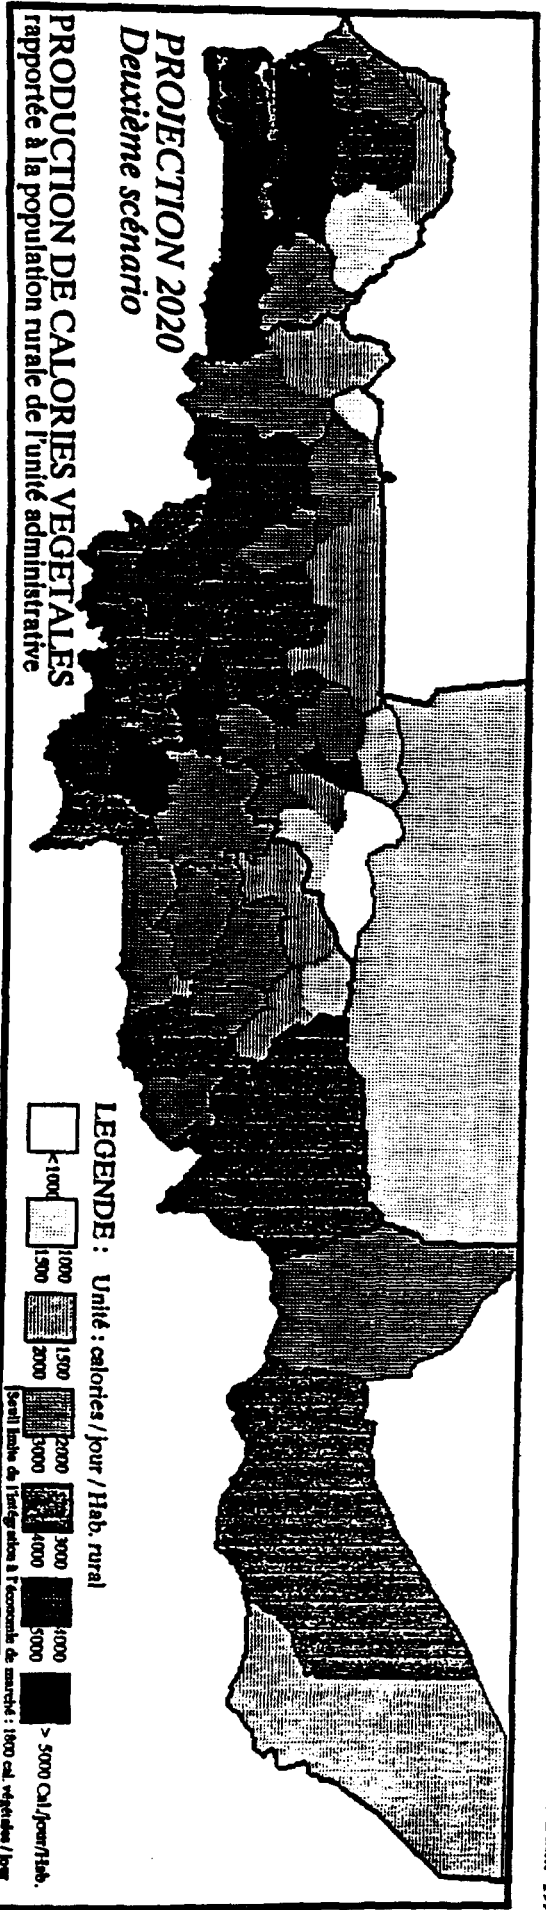 PROJECTION 2020
Deuxième scénario
PRODUCTION DE CALORIES VEGETALES
rapportée à la population rurale de l'unité administrative
LEGENDE : Unité : calories / jour / Hab. rural
<1000
1000
1500
1500
2000
2000
3000
3000
4000
4000
5000
> 5000 Cal./jour/Hab.
Seuil limite de l'intégration à l'économie de marché : 1800 cal. végétales / jour